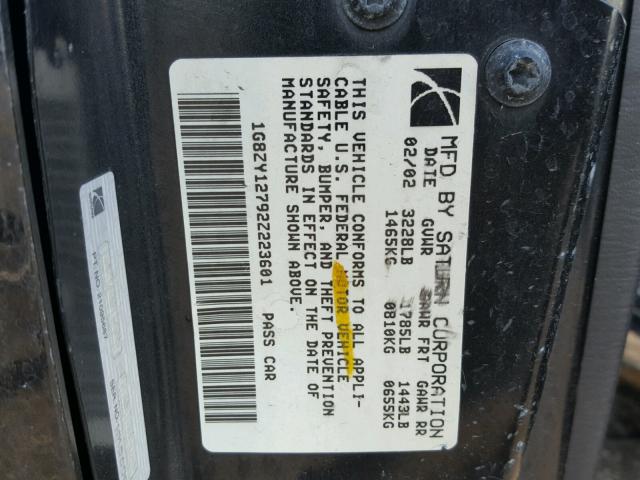 MFD BY SATURN CORPORATION
DATE GVWR GAWR FRT GAWR RR
02/02 3228LB 1785LB 1443LB
1465KG 0810KG 0655KG
THIS VEHICLE CONFORMS TO ALL APPLI-
CABLE U.S. FEDERAL MOTOR VEHICLE
SAFETY, BUMPER, AND THEFT PREVENTION
STANDARDS IN EFFECT ON THE DATE OF
MANUFACTURE SHOWN ABOVE.
1G8ZY12792Z223601 PASS CAR
PT NO